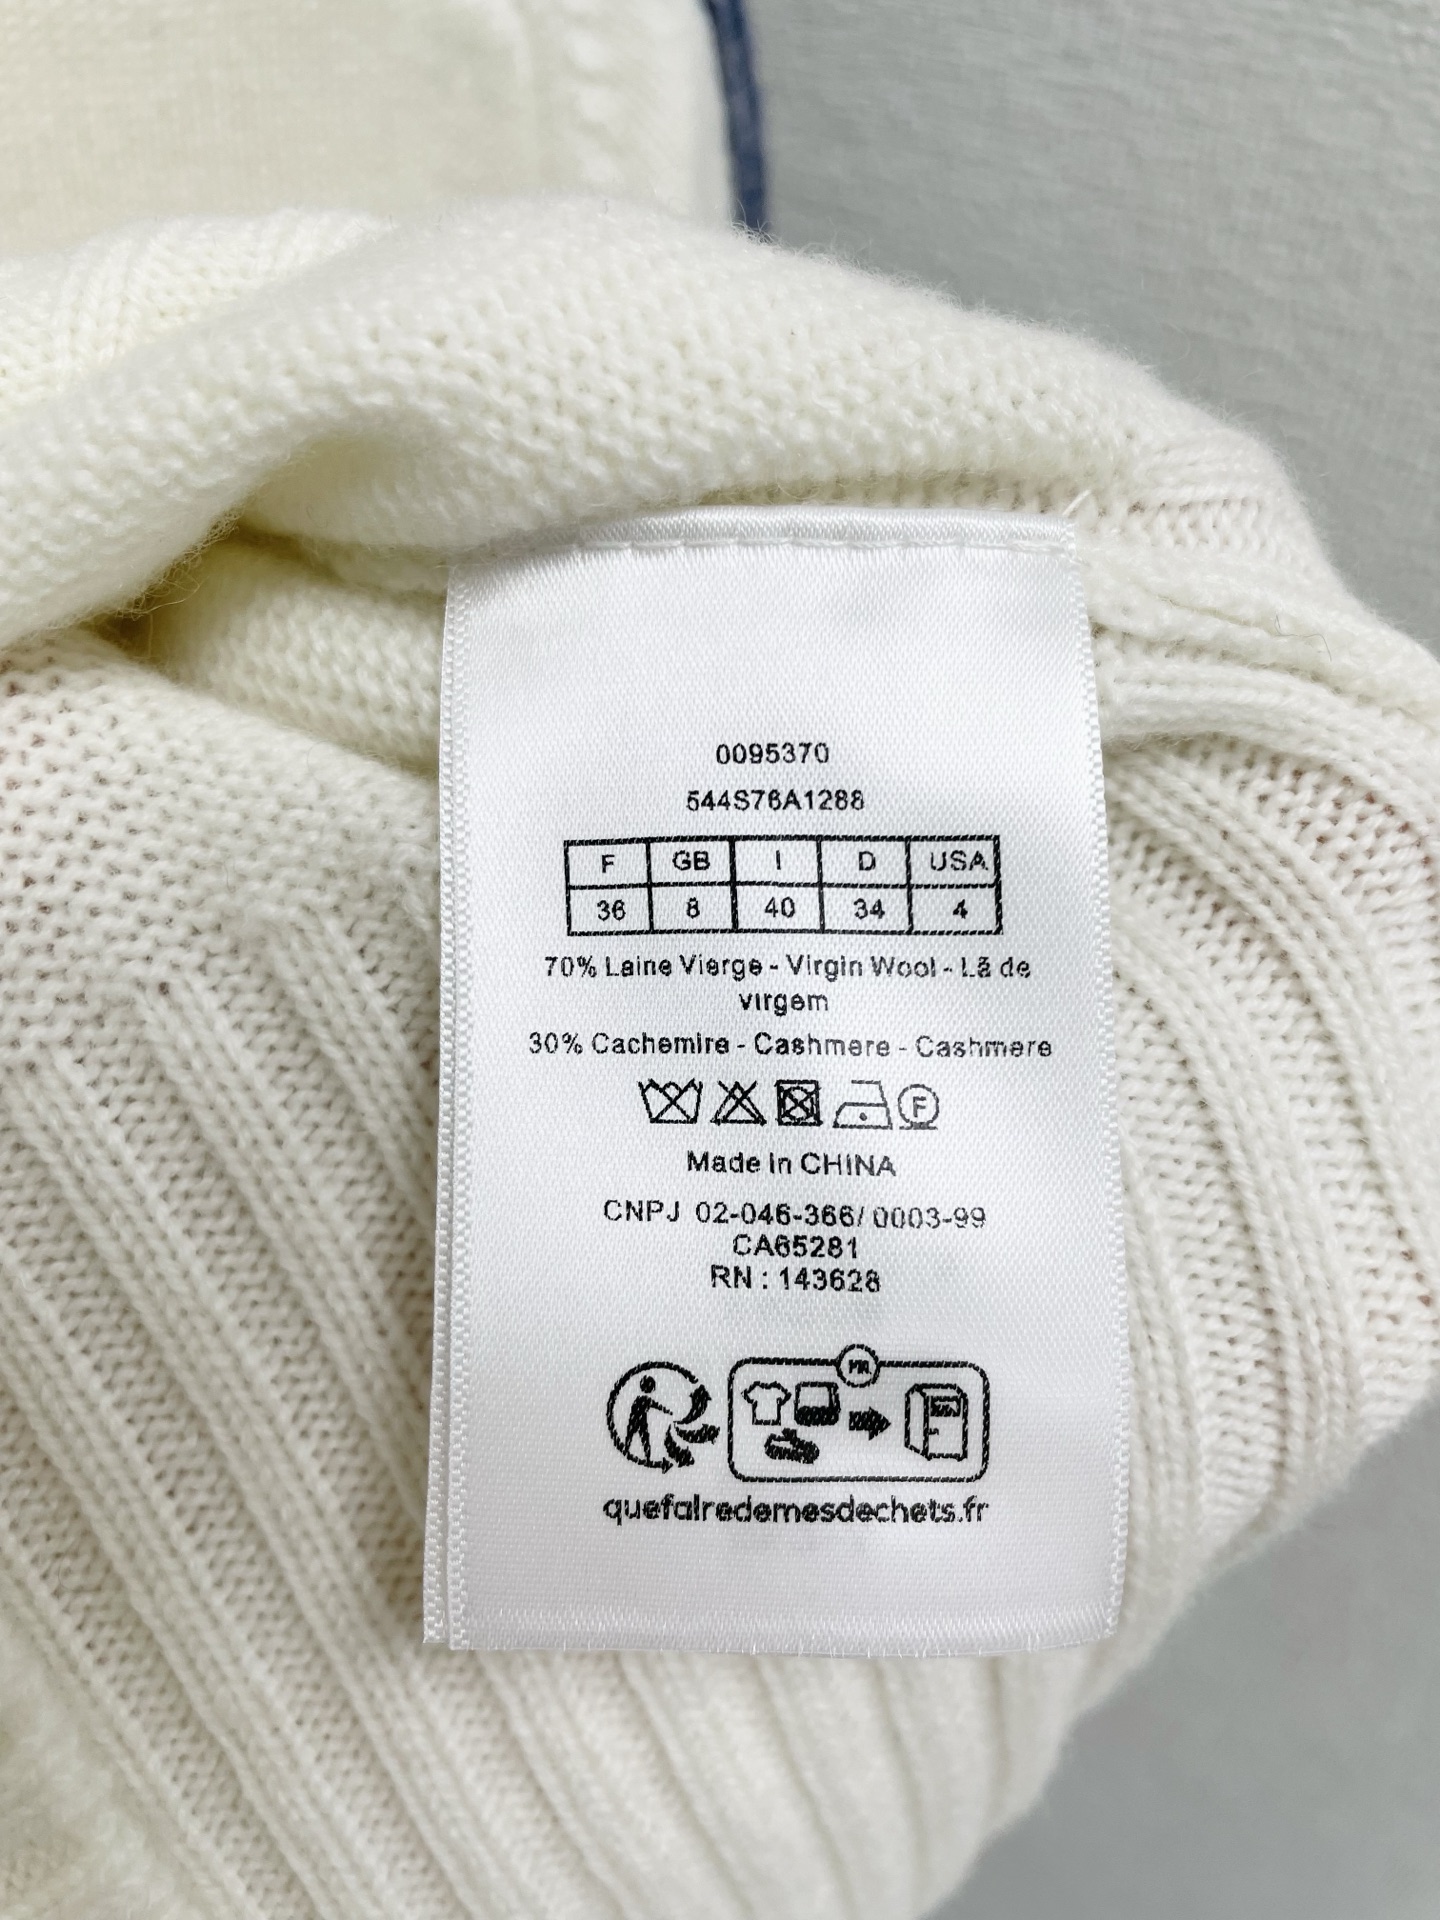 0095370
544S76A1288
F GB I D USA
36 8 40 34 4
70% Laine Vierge - Virgin Wool - Lã de
virgem
30% Cachemire - Cashmere - Cashmere
F
Made in CHINA
CNPJ 02-046-366/ 0003-99
CA65281
RN : 143628
quefairedemesdechets.fr